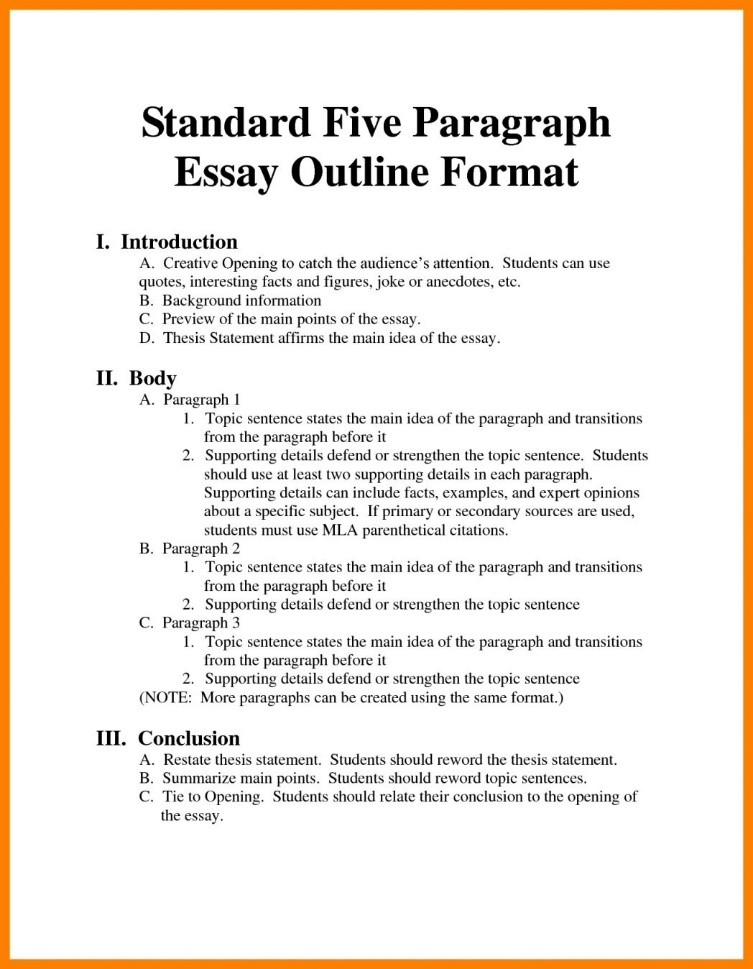 Standard Five Paragraph
Essay Outline Format
I. Introduction
A. Creative Opening to catch the audience’s attention. Students can use
quotes, interesting facts and figures, joke or anecdotes, etc.
B. Background information
C. Preview of the main points of the essay.
D. Thesis Statement affirms the main idea of the essay.
II. Body
A. Paragraph 1
1. Topic sentence states the main idea of the paragraph and transitions
from the paragraph before it
2. Supporting details defend or strengthen the topic sentence. Students
should use at least two supporting details in each paragraph.
Supporting details can include facts, examples, and expert opinions
about a specific subject. If primary or secondary sources are used,
students must use MLA parenthetical citations.
B. Paragraph 2
1. Topic sentence states the main idea of the paragraph and transitions
from the paragraph before it
2. Supporting details defend or strengthen the topic sentence
C. Paragraph 3
1. Topic sentence states the main idea of the paragraph and transitions
from the paragraph before it
2. Supporting details defend or strengthen the topic sentence
(NOTE: More paragraphs can be created using the same format.)
III. Conclusion
A. Restate thesis statement. Students should reword the thesis statement.
B. Summarize main points. Students should reword topic sentences.
C. Tie to Opening. Students should relate their conclusion to the opening of
the essay.